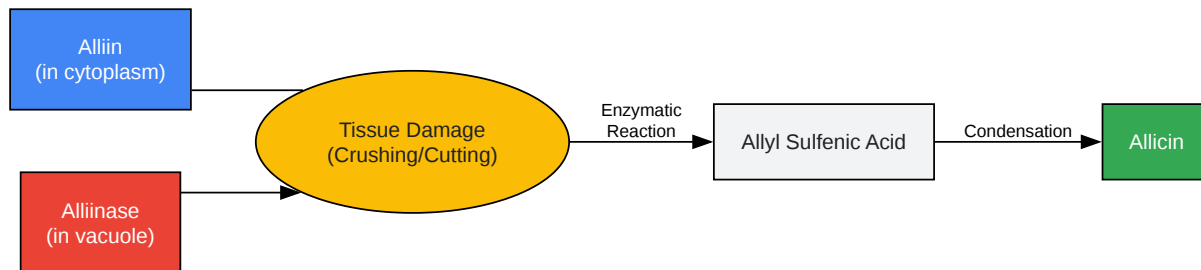 Alliin
(in cytoplasm)
Alliinase
(in vacuole)
Tissue Damage
(Crushing/Cutting)
Enzymatic
Reaction
Allyl Sulfenic Acid
Condensation
Allicin